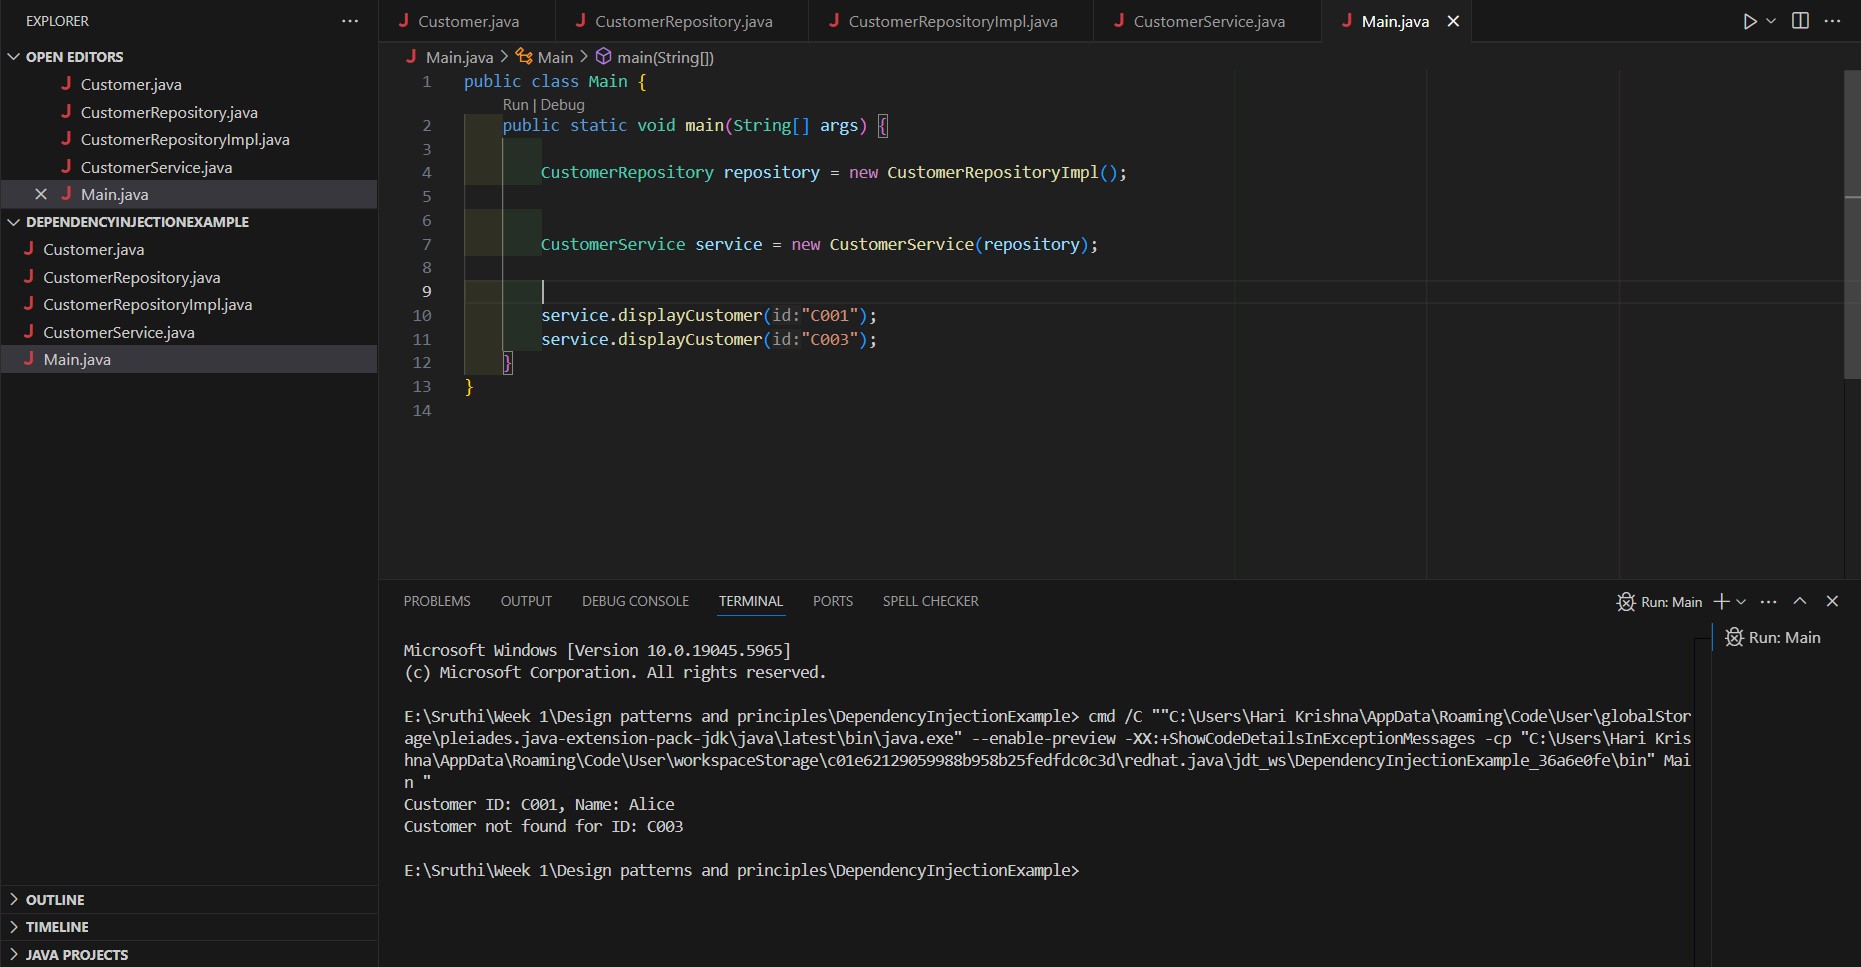 EXPLORER
OPEN EDITORS
Customer.java
CustomerRepository.java
CustomerRepositoryImpl.java
CustomerService.java
Main.java
DEPENDENCYINJECTIONEXAMPLE
Customer.java
CustomerRepository.java
CustomerRepositoryImpl.java
CustomerService.java
Main.java
OUTLINE
TIMELINE
JAVA PROJECTS
Customer.java CustomerRepository.java CustomerRepositoryImpl.java CustomerService.java Main.java
Main.java > Main > main(String[])
1 public class Main {
Run | Debug
2 public static void main(String[] args) {
3
4 CustomerRepository repository = new CustomerRepositoryImpl();
5
6
7 CustomerService service = new CustomerService(repository);
8
9
10 service.displayCustomer(id:"C001");
11 service.displayCustomer(id:"C003");
12 }
13 }
14
PROBLEMS OUTPUT DEBUG CONSOLE TERMINAL PORTS SPELL CHECKER Run: Main
Run: Main
Microsoft Windows [Version 10.0.19045.5965]
(c) Microsoft Corporation. All rights reserved.
E:\Sruthi\Week 1\Design patterns and principles\DependencyInjectionExample> cmd /C ""C:\Users\Hari Krishna\AppData\Roaming\Code\User\globalStor
age\pleiades.java-extension-pack-jdk\java\latest\bin\java.exe" --enable-preview -XX:+ShowCodeDetailsInExceptionMessages -cp "C:\Users\Hari Kris
hna\AppData\Roaming\Code\User\workspaceStorage\c01e62129059988b958b25fedfdc0c3d\redhat.java\jdt_ws\DependencyInjectionExample_36a6e0fe\bin" Mai
n "
Customer ID: C001, Name: Alice
Customer not found for ID: C003
E:\Sruthi\Week 1\Design patterns and principles\DependencyInjectionExample>